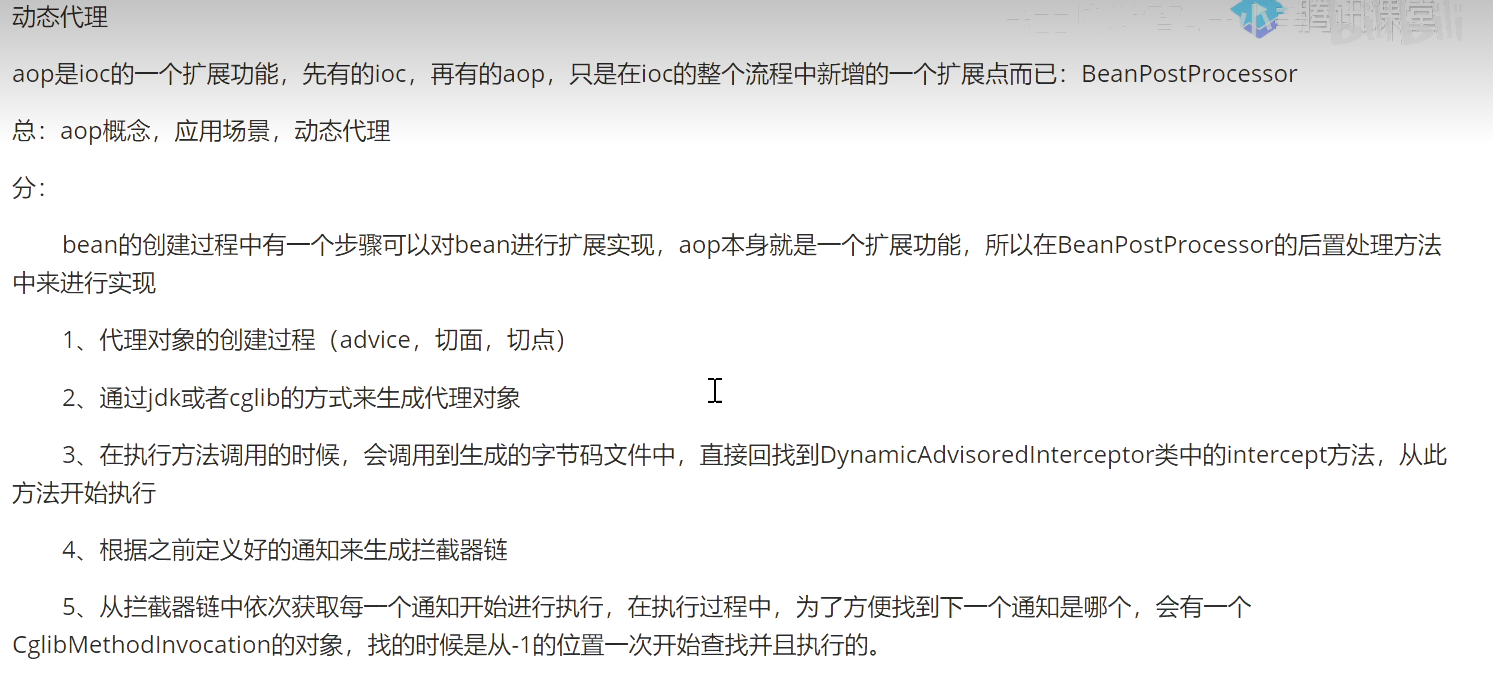 动态代理
腾讯课堂
aop是ioc的一个扩展功能，先有的ioc，再有的aop，只是在ioc的整个流程中新增的一个扩展点而已：BeanPostProcessor
总：aop概念，应用场景，动态代理
分：
bean的创建过程中有一个步骤可以对bean进行扩展实现，aop本身就是一个扩展功能，所以在BeanPostProcessor的后置处理方法
中来进行实现
1、代理对象的创建过程（advice，切面，切点）
2、通过jdk或者cglib的方式来生成代理对象
3、在执行方法调用的时候，会调用到生成的字节码文件中，直接回找到DynamicAdvisoredInterceptor类中的intercept方法，从此
方法开始执行
4、根据之前定义好的通知来生成拦截器链
5、从拦截器链中依次获取每一个通知开始进行执行，在执行过程中，为了方便找到下一个通知是哪个，会有一个
CglibMethodInvocation的对象，找的时候是从-1的位置一次开始查找并且执行的。